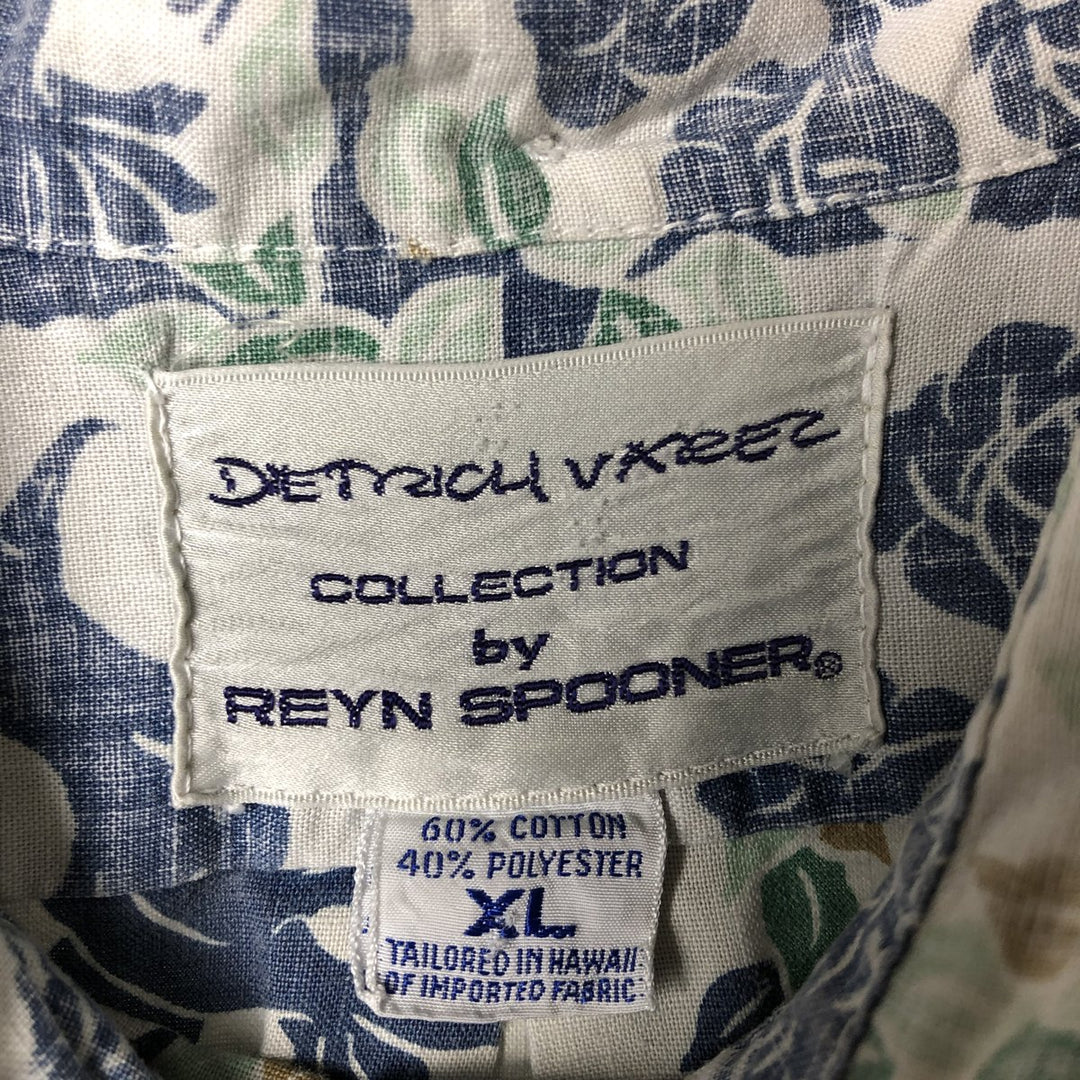 DIETRICH VAREZ
COLLECTION
by
REYN SPOONER®
60% COTTON
40% POLYESTER
XL
TAILORED IN HAWAII
OF IMPORTED FABRIC